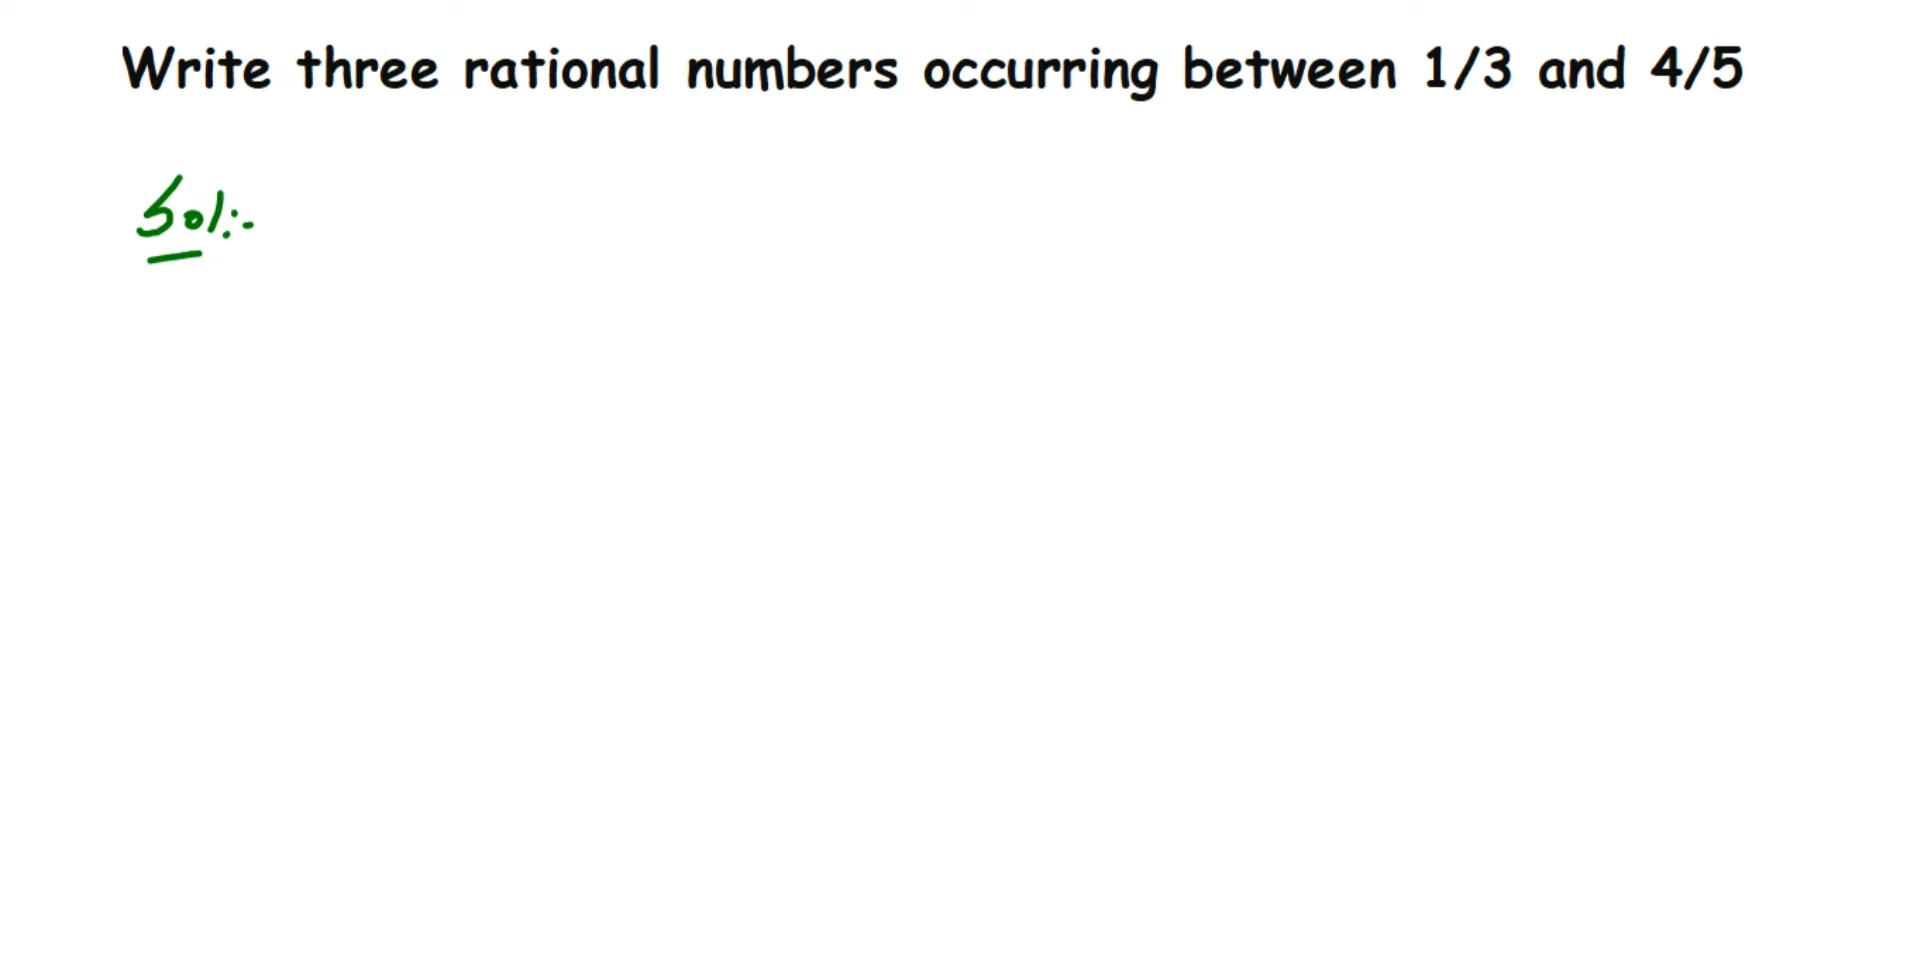 Write three rational numbers occurring between 1/3 and 4/5
Sol:-